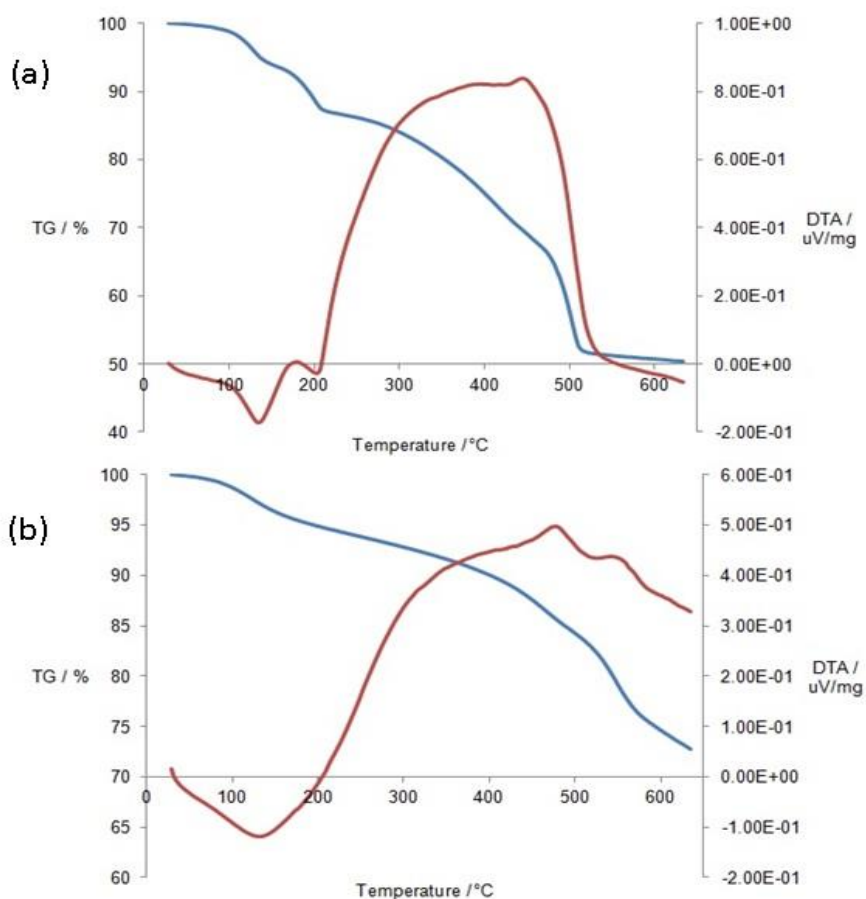 100
90
80
70
60
50
40
(a)
TG / %
1.00E+00
8.00E-01
6.00E-01
4.00E-01
2.00E-01
0.00E+00
-2.00E-01
DTA /
uV/mg
0 100 200 300 400 500 600
Temperature /°C
100
95
90
85
80
75
70
65
60
(b)
TG / %
6.00E-01
5.00E-01
4.00E-01
3.00E-01
2.00E-01
1.00E-01
0.00E+00
-1.00E-01
-2.00E-01
DTA /
uV/mg
0 100 200 300 400 500 600
Temperature /°C